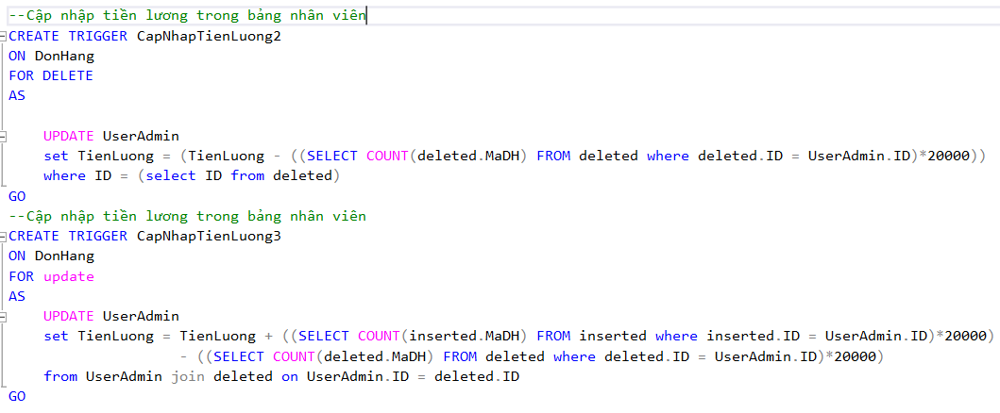 --Cập nhập tiền lương trong bảng nhân viên
CREATE TRIGGER CapNhapTienLuong2
ON DonHang
FOR DELETE
AS
UPDATE UserAdmin
set TienLuong = (TienLuong - ((SELECT COUNT(deleted.MaDH) FROM deleted where deleted.ID = UserAdmin.ID)*20000))
where ID = (select ID from deleted)
GO
--Cập nhập tiền lương trong bảng nhân viên
CREATE TRIGGER CapNhapTienLuong3
ON DonHang
FOR update
AS
UPDATE UserAdmin
set TienLuong = TienLuong + ((SELECT COUNT(inserted.MaDH) FROM inserted where inserted.ID = UserAdmin.ID)*20000)
- ((SELECT COUNT(deleted.MaDH) FROM deleted where deleted.ID = UserAdmin.ID)*20000)
from UserAdmin join deleted on UserAdmin.ID = deleted.ID
GO